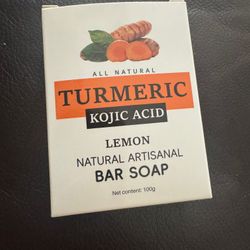 ALL NATURAL
TURMERIC
KOJIC ACID
LEMON
NATURAL ARTISANAL
BAR SOAP
Net content: 100g